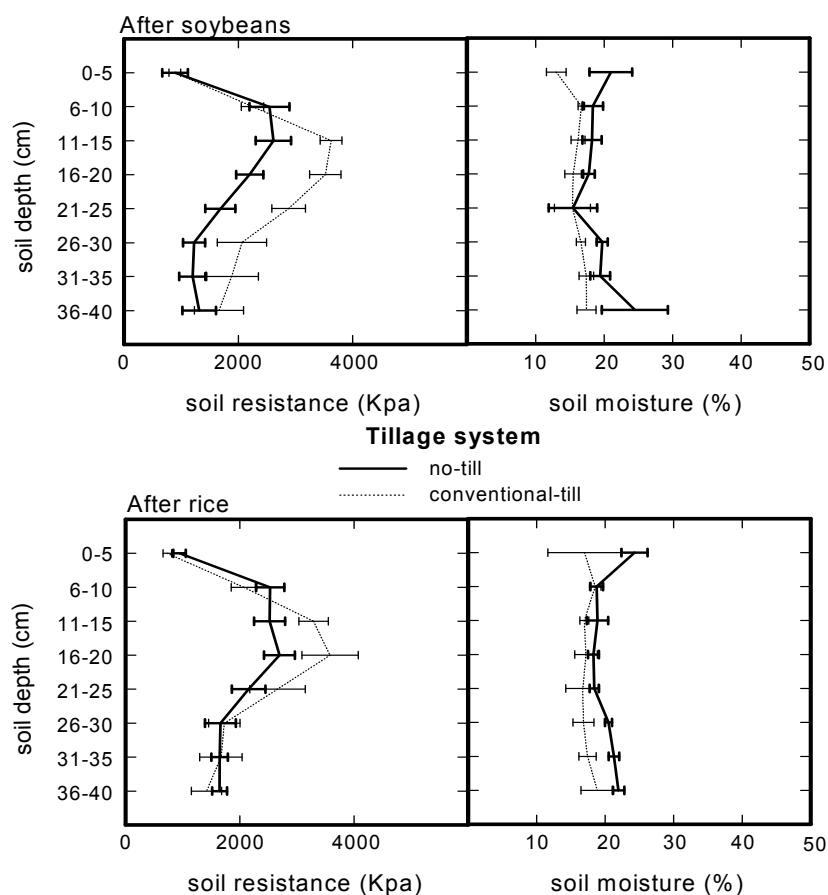 After soybeans
soil depth (cm)
0-5
6-10
11-15
16-20
21-25
26-30
31-35
36-40
0 2000 4000
10 20 30 40 50
soil resistance (Kpa) soil moisture (%)
Tillage system
no-till
conventional-till
After rice
soil depth (cm)
0-5
6-10
11-15
16-20
21-25
26-30
31-35
36-40
0 2000 4000
10 20 30 40 50
soil resistance (Kpa) soil moisture (%)